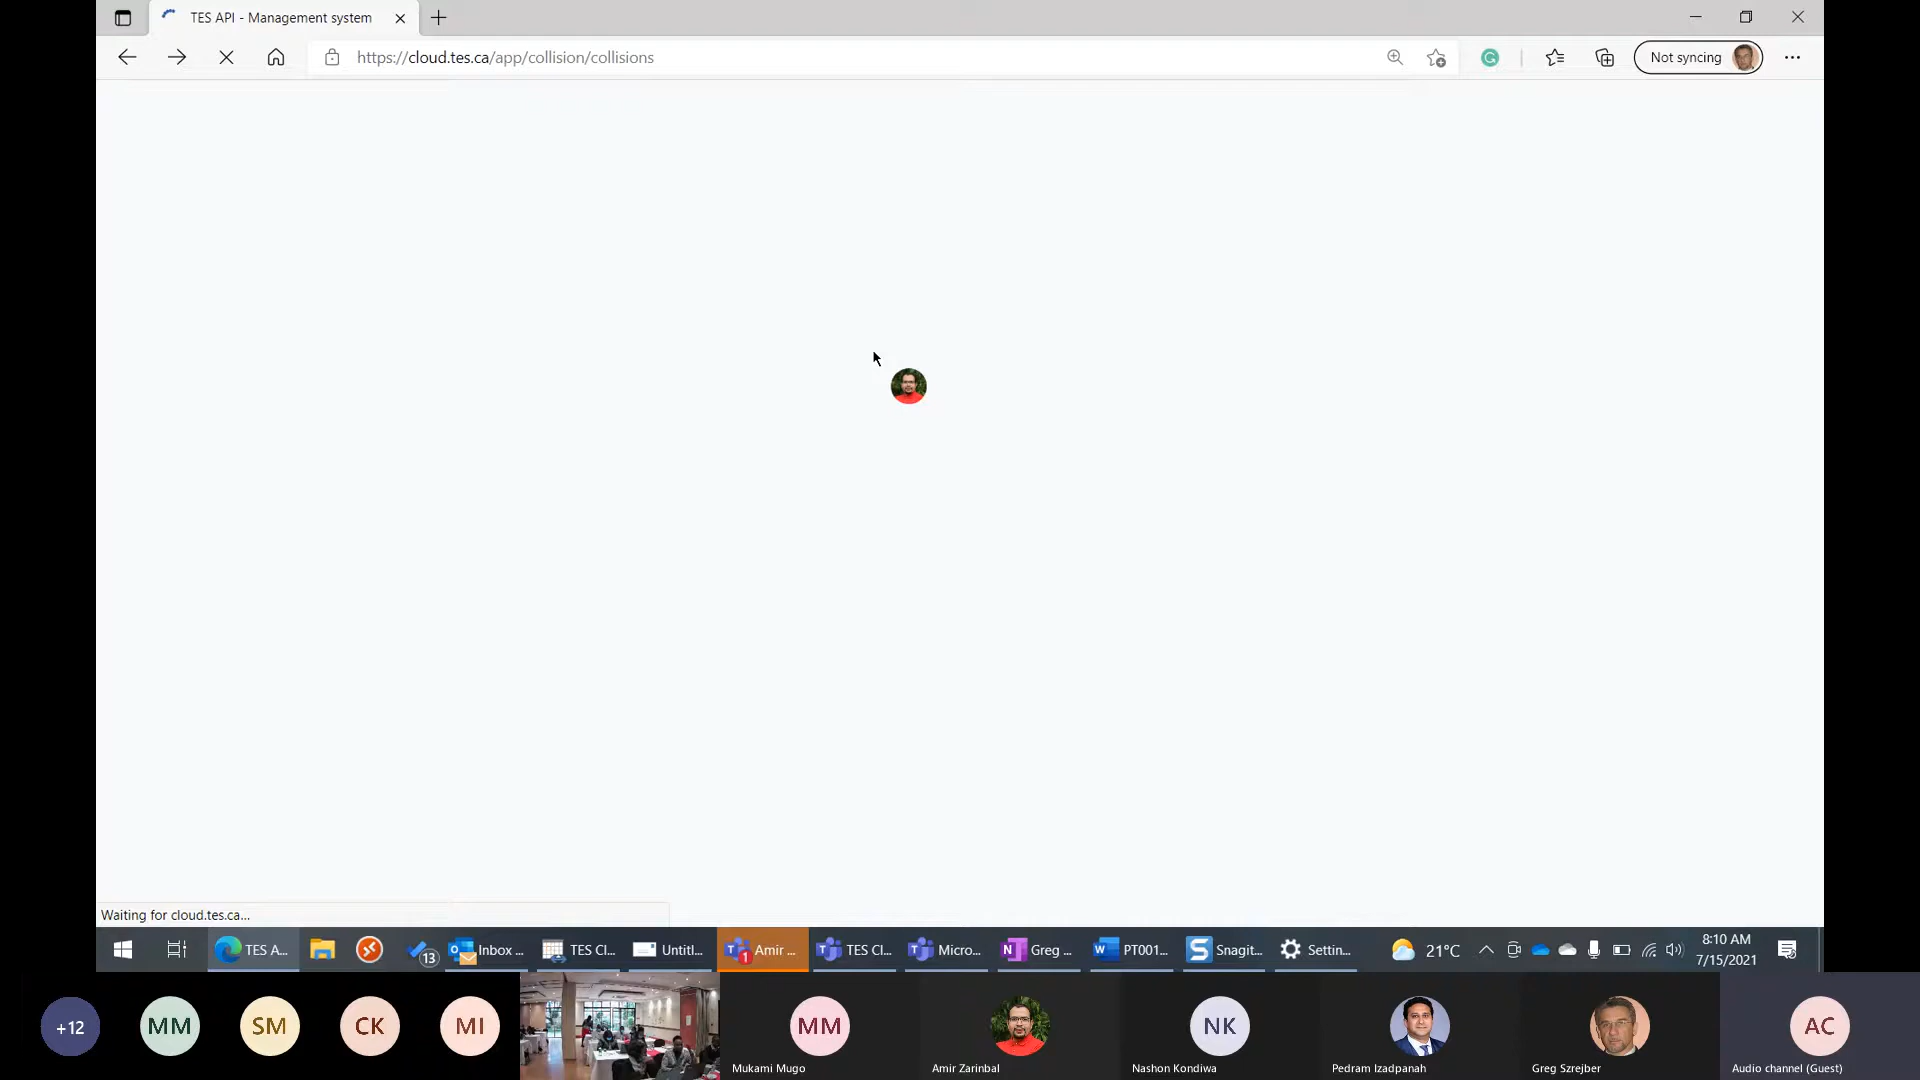 TES API - Management system
https://cloud.tes.ca/app/collision/collisions
Not syncing
Waiting for cloud.tes.ca...
TES A...
13
Inbox ...
TES Cl...
Untitl...
1
Amir ...
TES Cl...
Micro...
Greg ...
PT001...
Snagit...
Settin...
21°C
8:10 AM
7/15/2021
+12
MM
SM
CK
MI
MM
NK
AC
Mukami Mugo
Amir Zarinbal
Nashon Kondiwa
Pedram Izadpanah
Greg Szrejber
Audio channel (Guest)